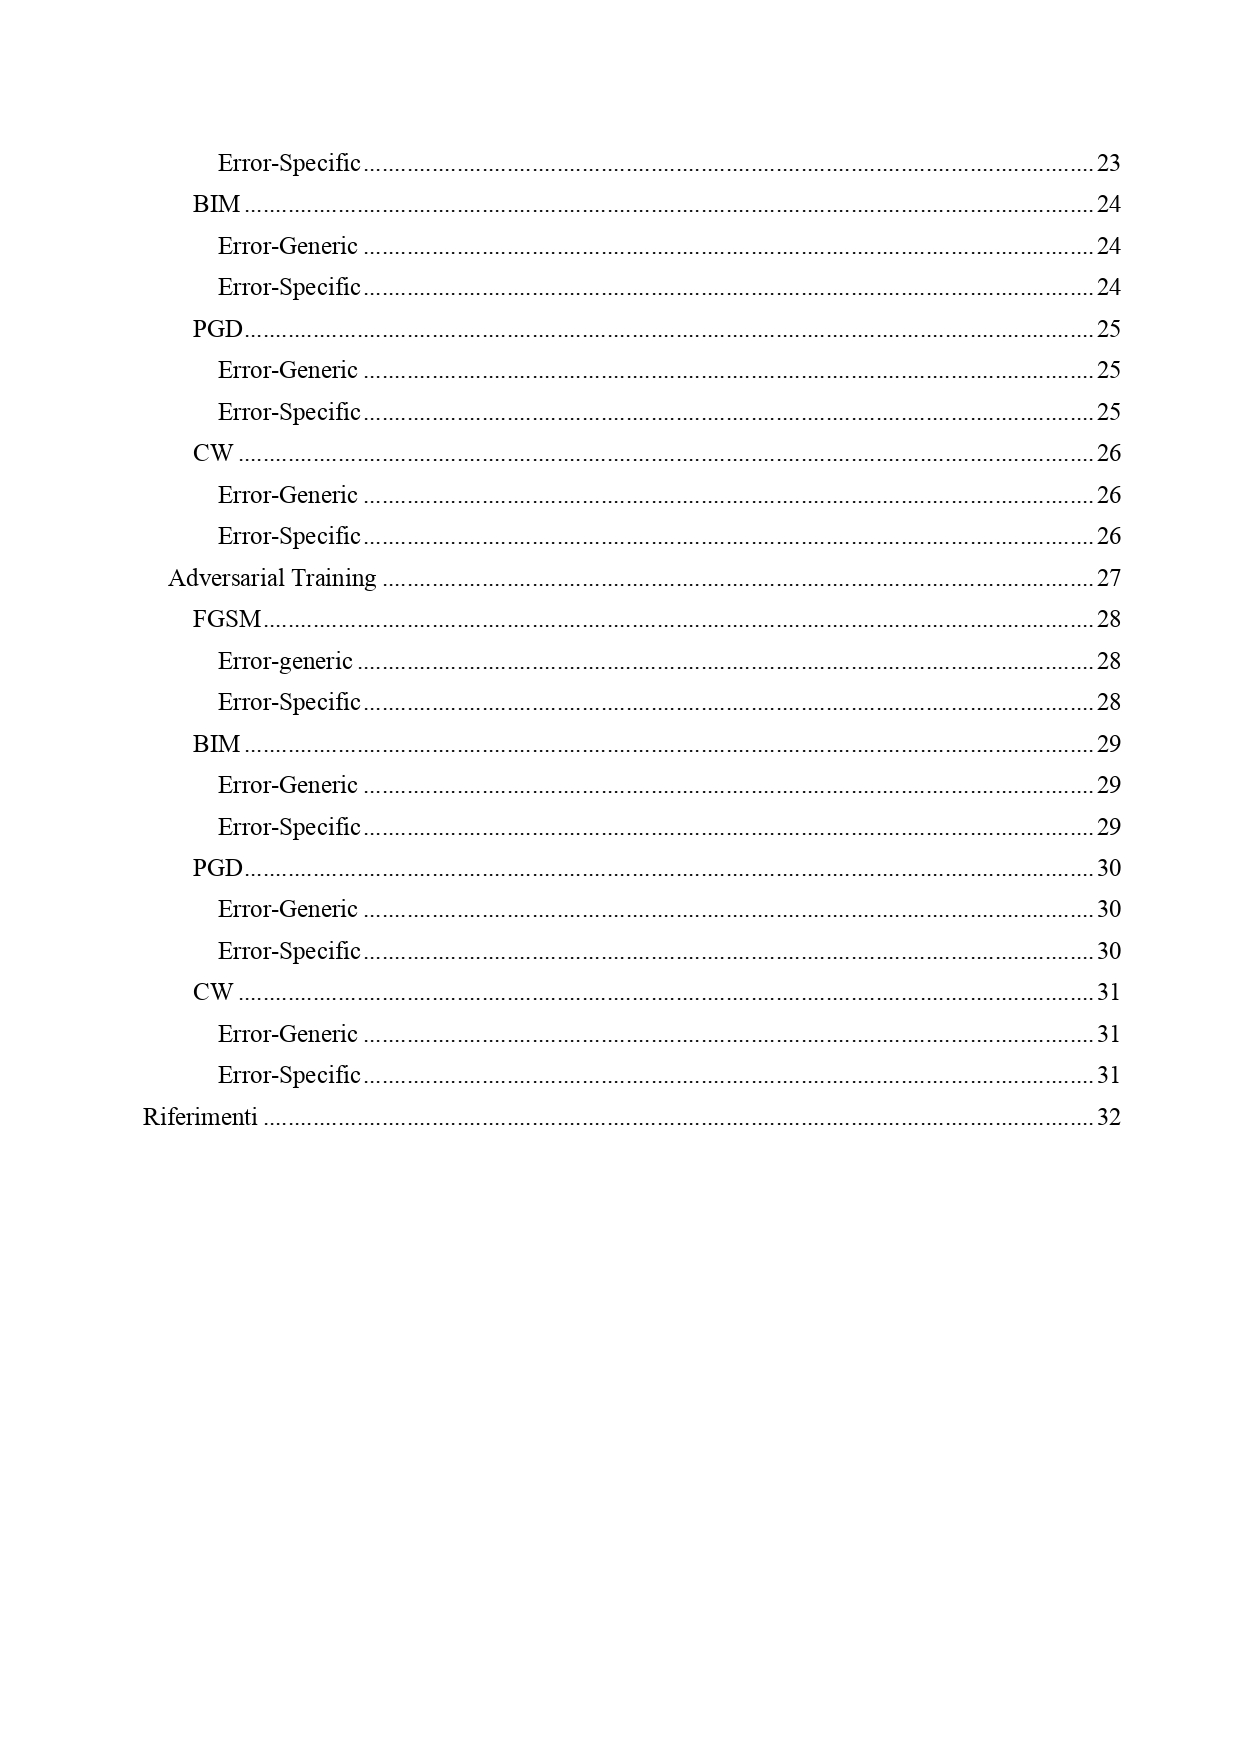 Error-Specific ........ 23
BIM ........ 24
Error-Generic ........ 24
Error-Specific ........ 24
PGD ........ 25
Error-Generic ........ 25
Error-Specific ........ 25
CW ........ 26
Error-Generic ........ 26
Error-Specific ........ 26
Adversarial Training ........ 27
FGSM ........ 28
Error-generic ........ 28
Error-Specific ........ 28
BIM ........ 29
Error-Generic ........ 29
Error-Specific ........ 29
PGD ........ 30
Error-Generic ........ 30
Error-Specific ........ 30
CW ........ 31
Error-Generic ........ 31
Error-Specific ........ 31
Riferimenti ........ 32